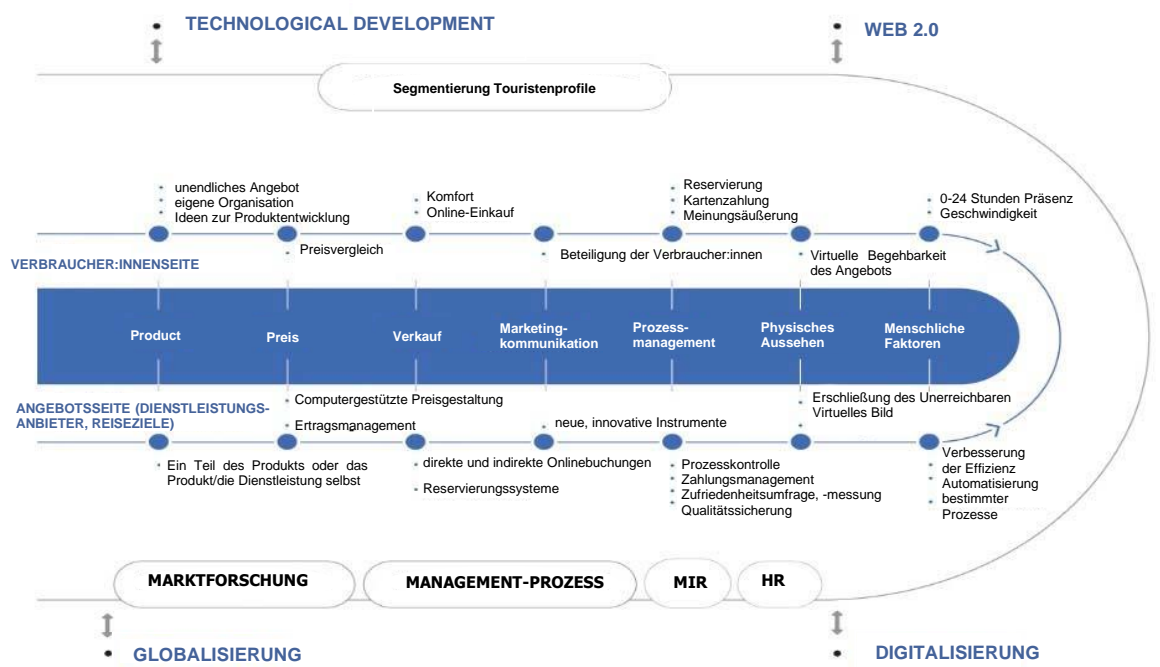 TECHNOLOGICAL DEVELOPMENT
WEB 2.0
Segmentierung Touristenprofile
unendliches Angebot
eigene Organisation
Ideen zur Produktentwicklung
Preisvergleich
Komfort
Online-Einkauf
Beteiligung der Verbraucher:innen
Reservierung
Kartenzahlung
Meinungsäußerung
Virtuelle Begehbarkeit
des Angebots
0-24 Stunden Präsenz
Geschwindigkeit
VERBRAUCHER:INNENSEITE
Product
Preis
Verkauf
Marketing-
kommunikation
Prozess-
management
Physisches
Aussehen
Menschliche
Faktoren
ANGEBOTSSEITE (DIENSTLEISTUNGS-
ANBIETER, REISEZIELE)
Ein Teil des Produkts oder das
Produkt/die Dienstleistung selbst
Computergestützte Preisgestaltung
Ertragsmanagement
direkte und indirekte Onlinebuchungen
Reservierungssysteme
neue, innovative Instrumente
Prozesskontrolle
Zahlungsmanagement
Zufriedenheitsumfrage, -messung
Qualitätssicherung
Erschließung des Unerreichbaren
Virtuelles Bild
Verbesserung
der Effizienz
Automatisierung
bestimmter
Prozesse
MARKTFORSCHUNG
MANAGEMENT-PROZESS
MIR
HR
GLOBALISIERUNG
DIGITALISIERUNG